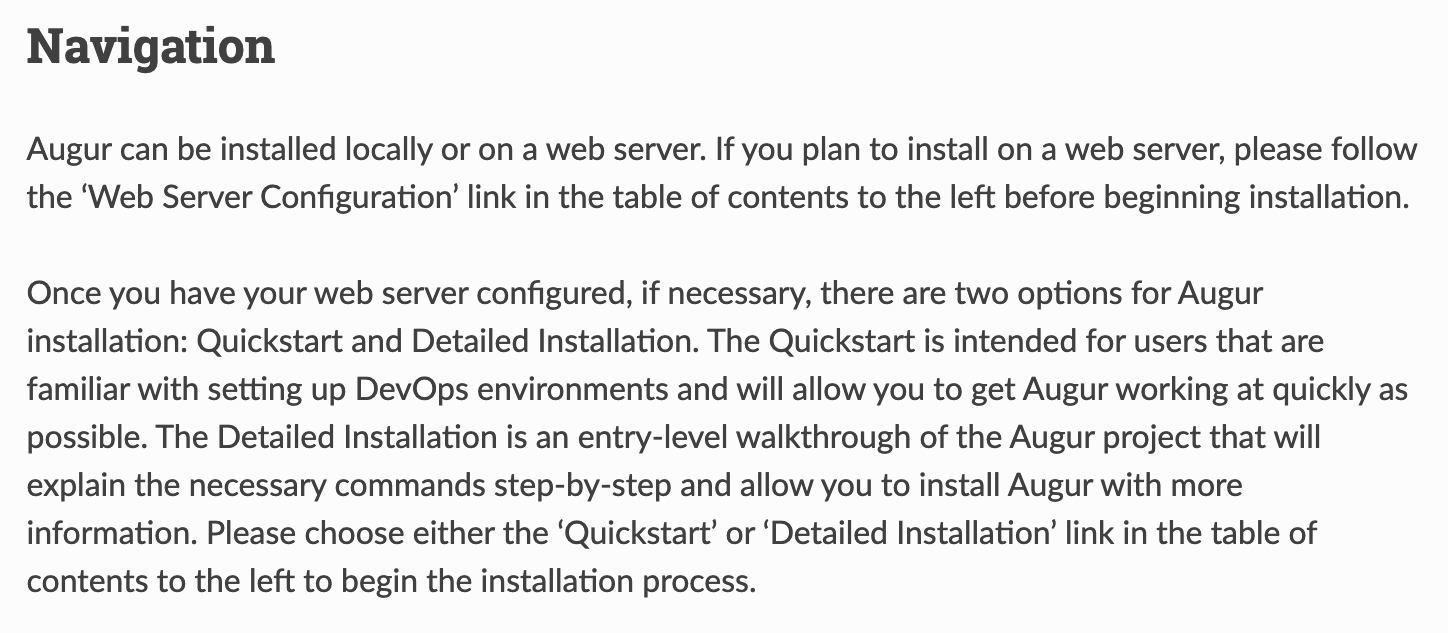 Navigation
Augur can be installed locally or on a web server. If you plan to install on a web server, please follow
the ‘Web Server Configuration’ link in the table of contents to the left before beginning installation.
Once you have your web server configured, if necessary, there are two options for Augur
installation: Quickstart and Detailed Installation. The Quickstart is intended for users that are
familiar with setting up DevOps environments and will allow you to get Augur working at quickly as
possible. The Detailed Installation is an entry-level walkthrough of the Augur project that will
explain the necessary commands step-by-step and allow you to install Augur with more
information. Please choose either the ‘Quickstart’ or ‘Detailed Installation’ link in the table of
contents to the left to begin the installation process.